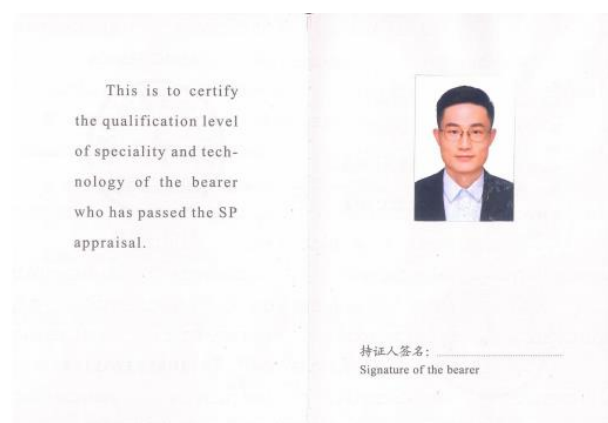 This is to certify
the qualification level
of speciality and tech-
nology of the bearer
who has passed the SP
appraisal.
持证人签名:
Signature of the bearer